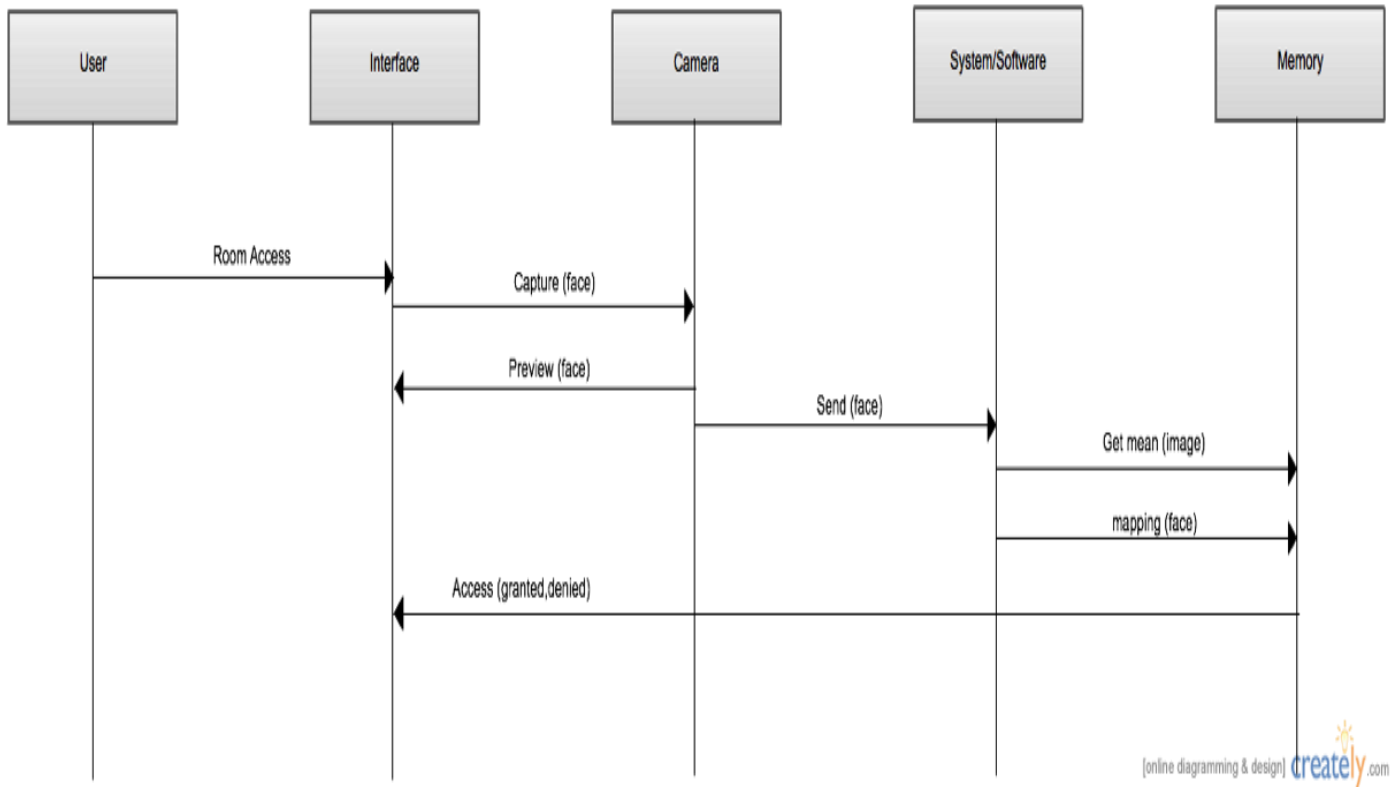 User
Interface
Camera
System/Software
Memory
Room Access
Capture (face)
Preview (face)
Send (face)
Get mean (image)
mapping (face)
Access (granted,denied)
[online diagramming & design] creately.com